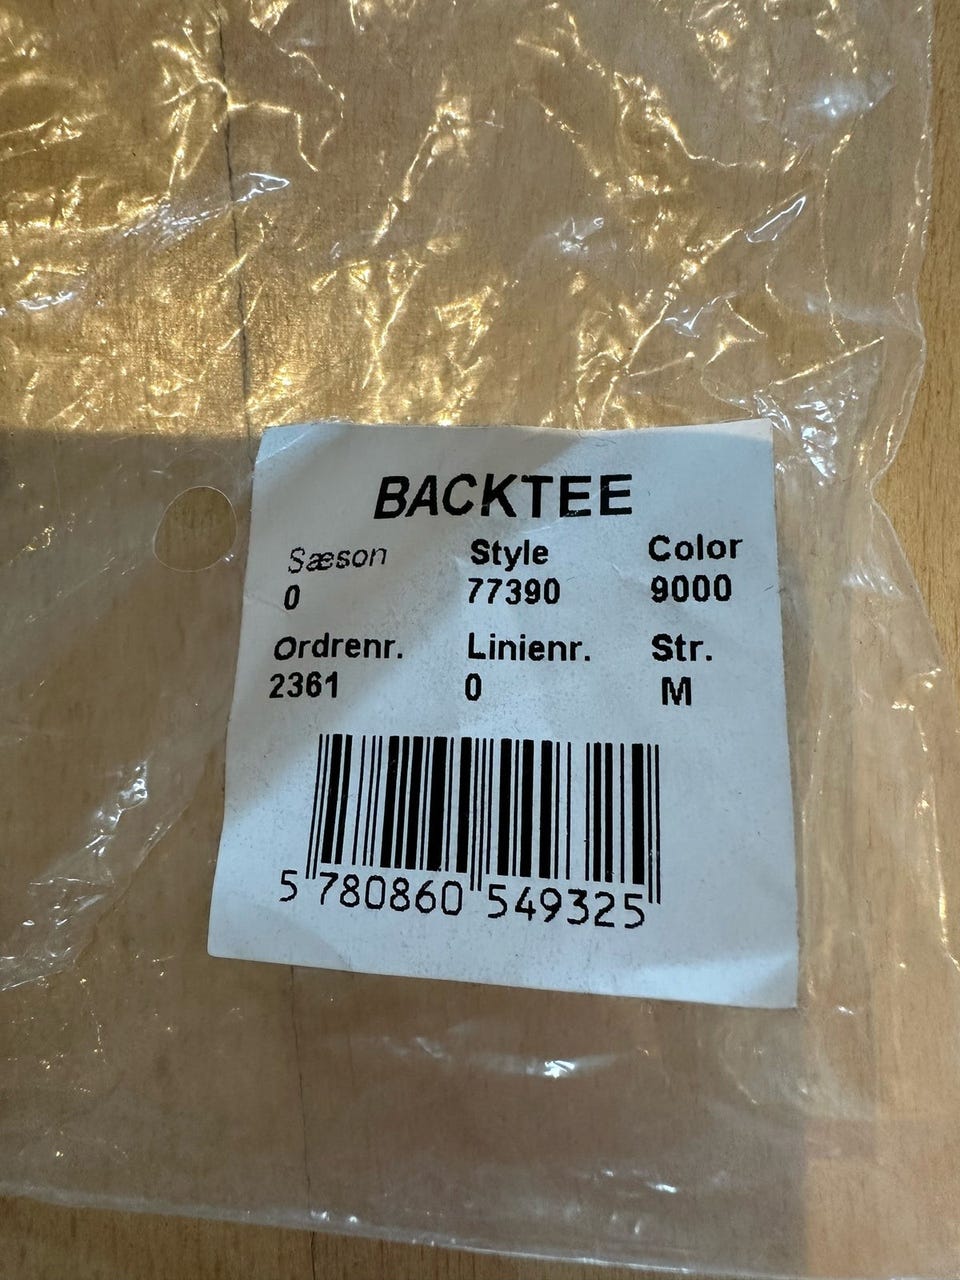 BACKTEE
Sæson Style Color
0 77390 9000
Ordrenr. Linienr. Str.
2361 0 M
5 780860 549325